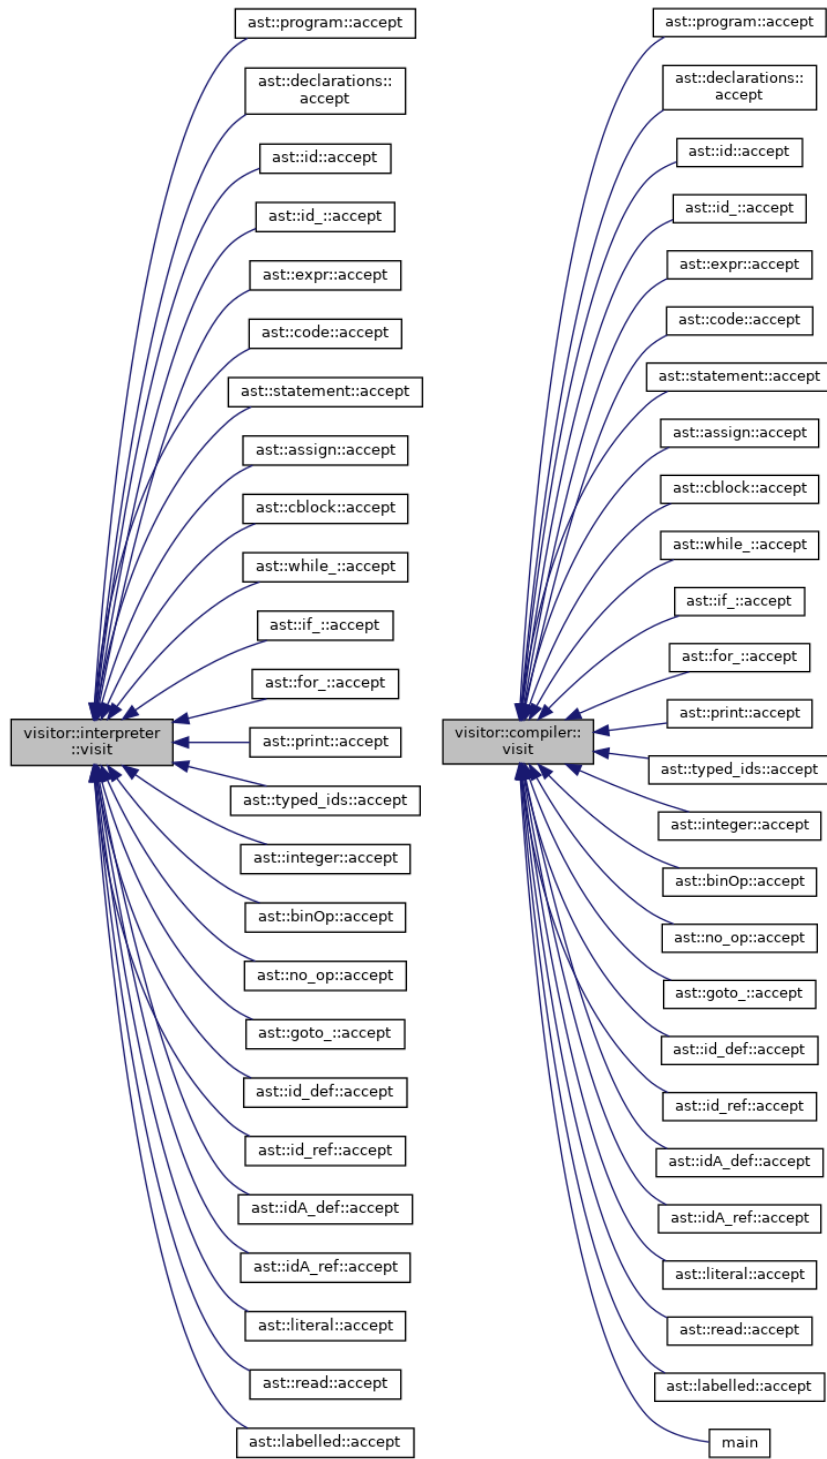 ast::program::accept
ast::declarations::
accept
ast::id::accept
ast::id_::accept
ast::expr::accept
ast::code::accept
ast::statement::accept
ast::assign::accept
ast::cblock::accept
ast::while_::accept
ast::if_::accept
ast::for_::accept
visitor::interpreter
::visit
ast::print::accept
ast::typed_ids::accept
ast::integer::accept
ast::binOp::accept
ast::no_op::accept
ast::goto_::accept
ast::id_def::accept
ast::id_ref::accept
ast::idA_def::accept
ast::idA_ref::accept
ast::literal::accept
ast::read::accept
ast::labelled::accept
ast::program::accept
ast::declarations::
accept
ast::id::accept
ast::id_::accept
ast::expr::accept
ast::code::accept
ast::statement::accept
ast::assign::accept
ast::cblock::accept
ast::while_::accept
ast::if_::accept
ast::for_::accept
ast::print::accept
visitor::compiler::
visit
ast::typed_ids::accept
ast::integer::accept
ast::binOp::accept
ast::no_op::accept
ast::goto_::accept
ast::id_def::accept
ast::id_ref::accept
ast::idA_def::accept
ast::idA_ref::accept
ast::literal::accept
ast::read::accept
ast::labelled::accept
main